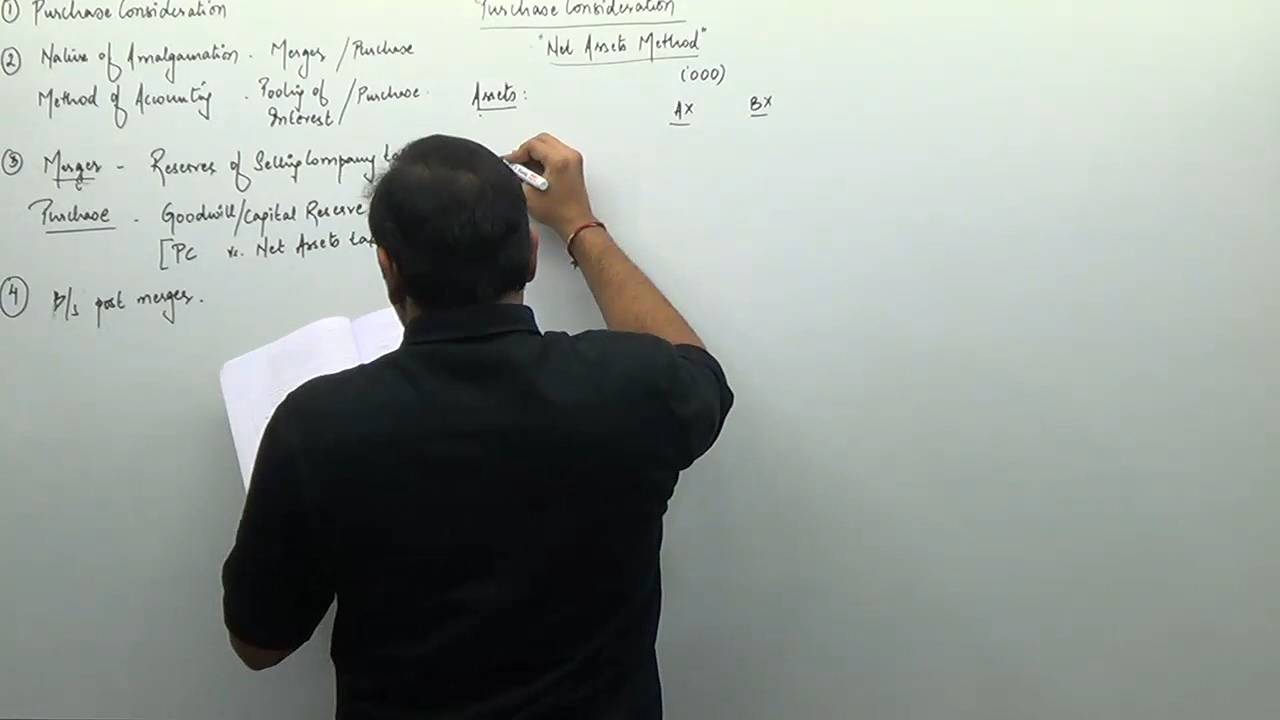 ① Purchase Consideration
② Nature of Amalgamation. Merger / Purchase
Method of Accounting . Pooling of / Purchase.
Interest
③ Merger - Reserves of Selling Company
Purchase . Goodwill/Capital Reserve
[PC vs. Net Assets
④ B/s post merger.
Purchase Consideration
"Net Assets Method"
('000)
Assets:
AX BX